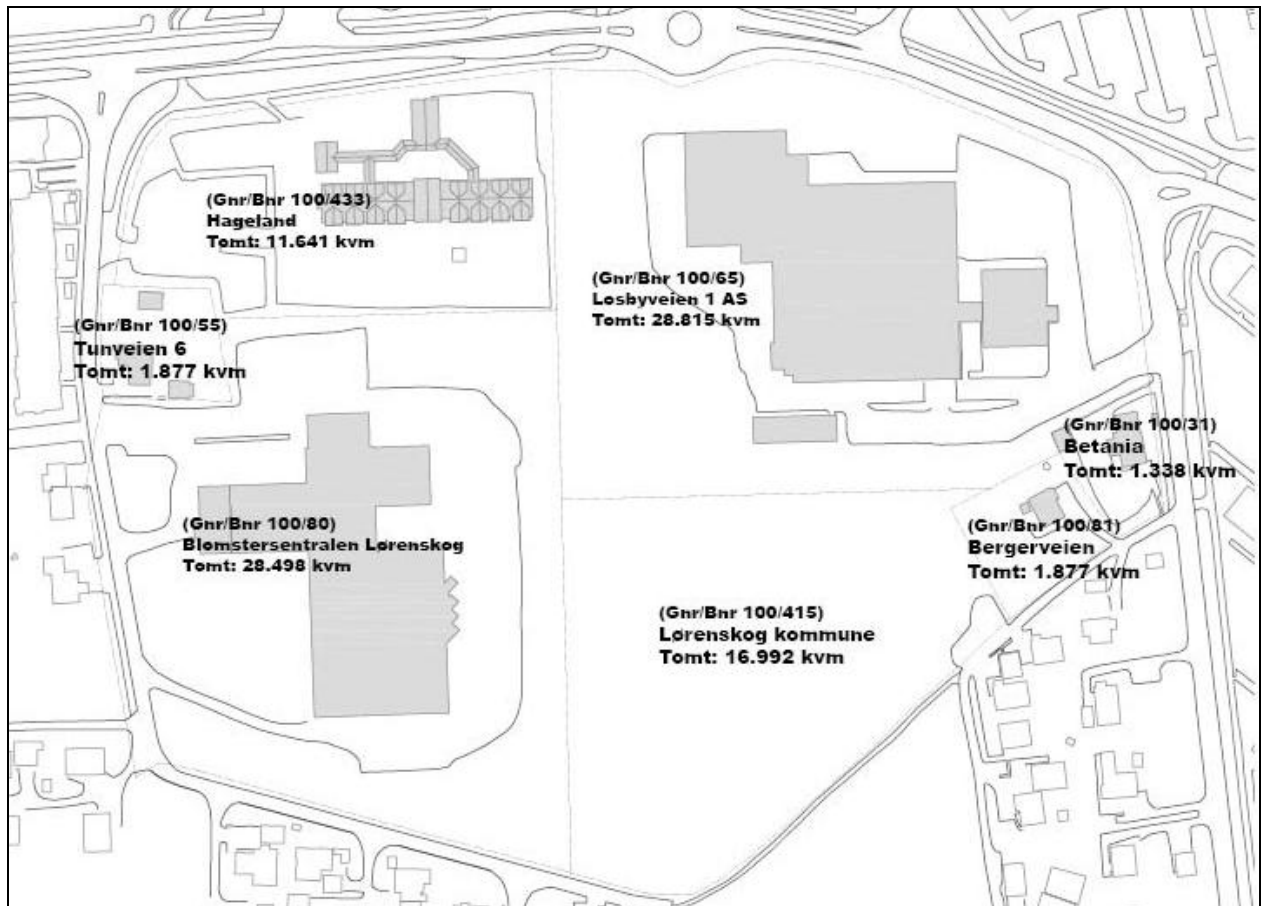 (Gnr/Bnr 100/433)
Hageland
Tomt: 11.641 kvm
(Gnr/Bnr 100/65)
Losbyveien 1 AS
Tomt: 28.815 kvm
(Gnr/Bnr 100/55)
Tunveien 6
Tomt: 1.877 kvm
(Gnr/Bnr 100/31)
Betania
Tomt: 1.338 kvm
(Gnr/Bnr 100/80)
Blomstersentralen Lørenskog
Tomt: 28.498 kvm
(Gnr/Bnr 100/81)
Bergerveien
Tomt: 1.877 kvm
(Gnr/Bnr 100/415)
Lørenskog kommune
Tomt: 16.992 kvm